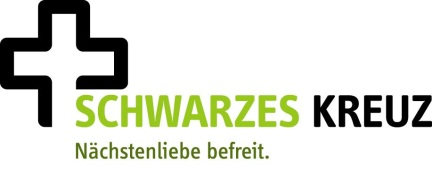 SCHWARZES KREUZ
Nächstenliebe befreit.